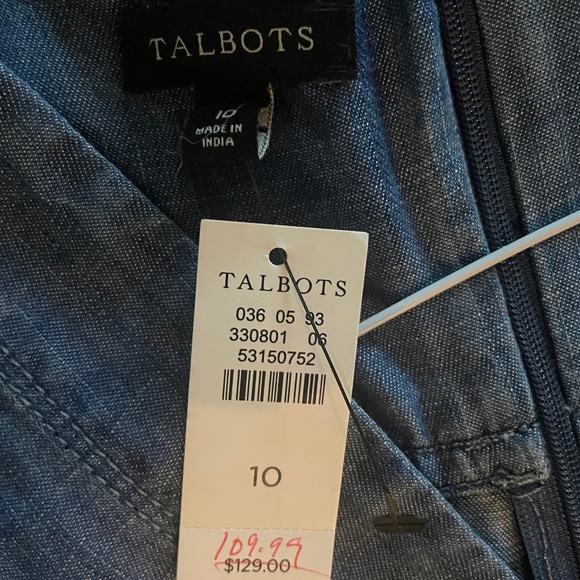 TALBOTS
10
MADE IN
INDIA
TALBOTS
036 05 93
330801 06
53150752
10
109.99
$129.00